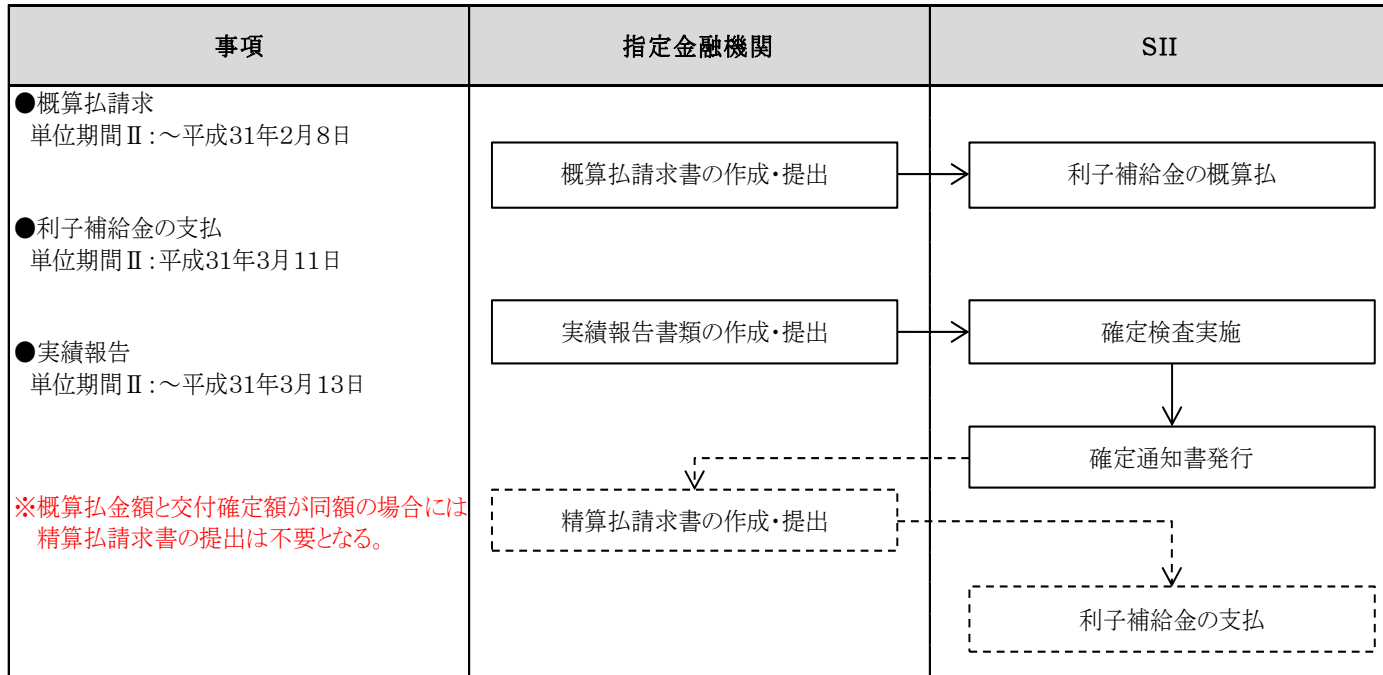 事項
指定金融機関
SII
●概算払請求
単位期間Ⅱ:～平成31年2月8日
概算払請求書の作成・提出
利子補給金の概算払
●利子補給金の支払
単位期間Ⅱ:平成31年3月11日
実績報告書類の作成・提出
確定検査実施
●実績報告
単位期間Ⅱ:～平成31年3月13日
確定通知書発行
※概算払金額と交付確定額が同額の場合には
精算払請求書の提出は不要となる。
精算払請求書の作成・提出
利子補給金の支払